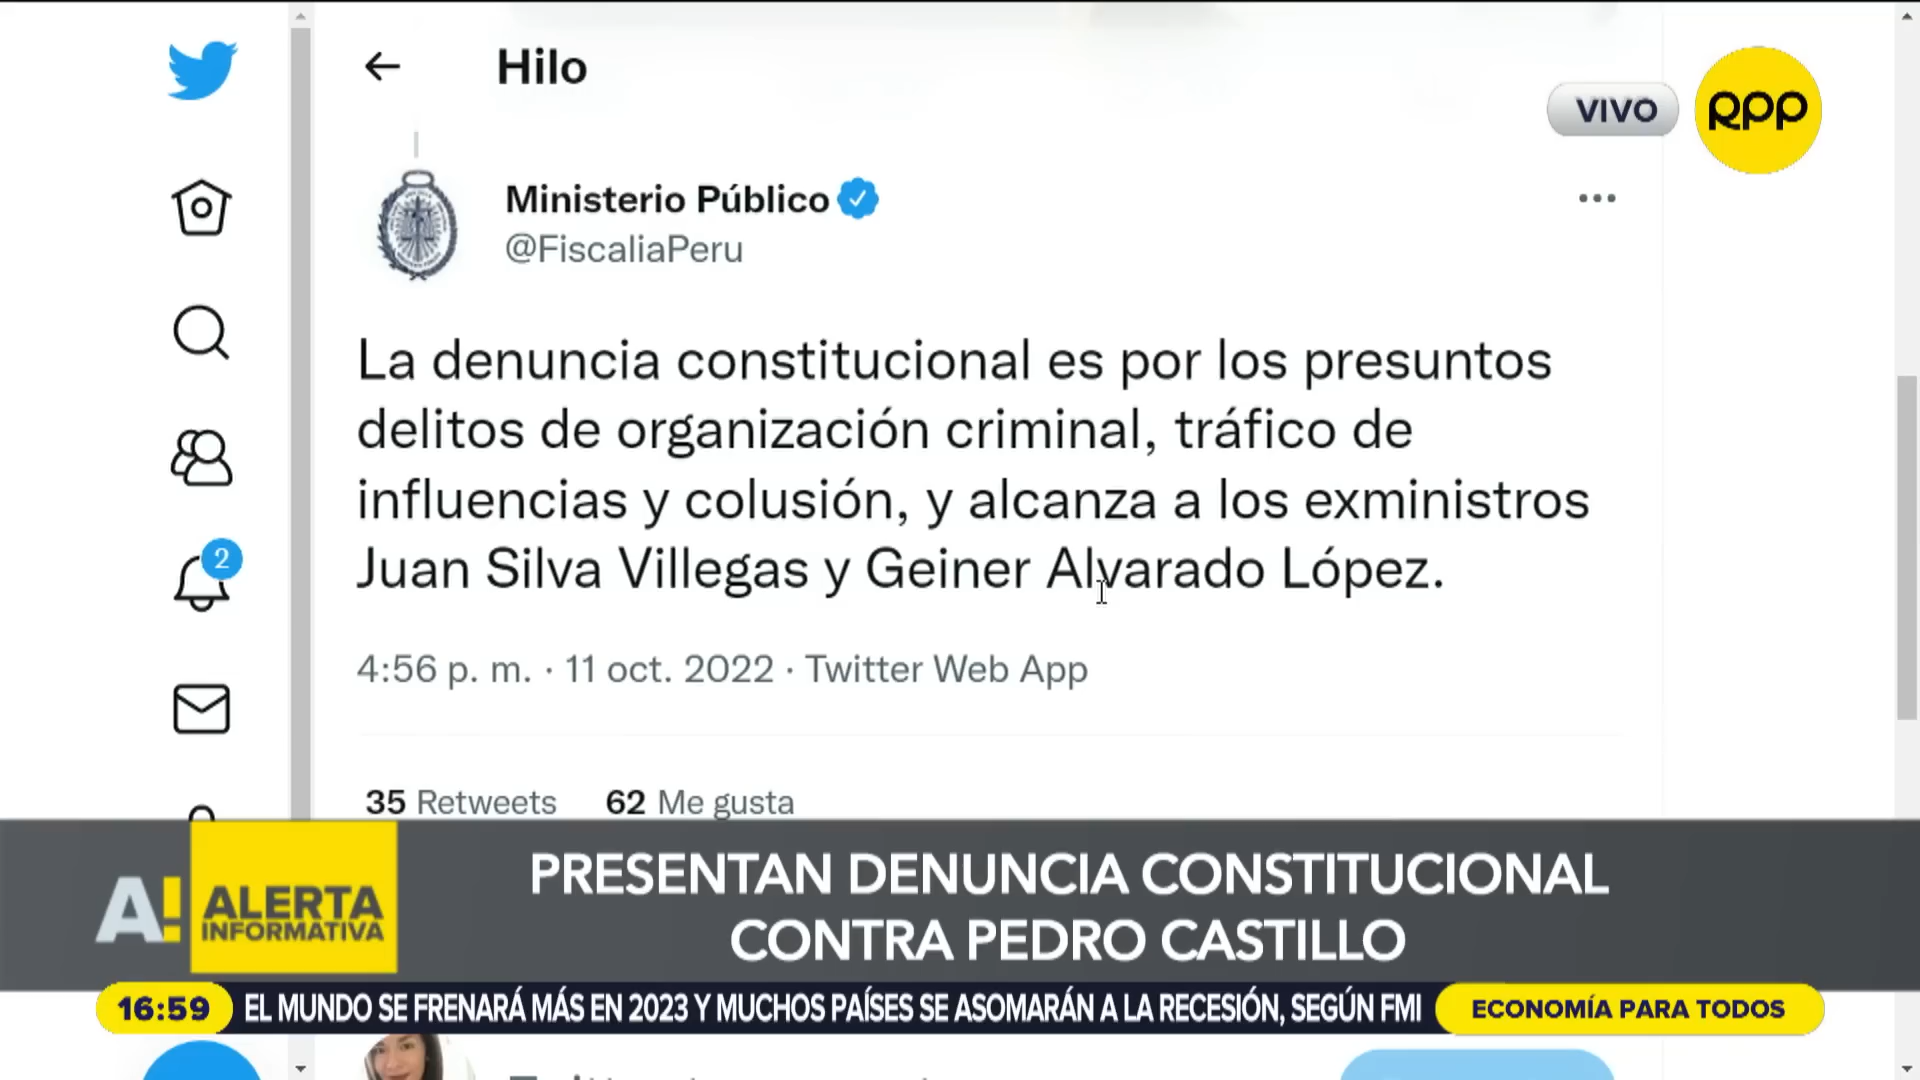 Hilo
VIVO
rpp
Ministerio Público
@FiscaliaPeru
La denuncia constitucional es por los presuntos
delitos de organización criminal, tráfico de
influencias y colusión, y alcanza a los exministros
Juan Silva Villegas y Geiner Alvarado López.
2
4:56 p. m. · 11 oct. 2022 · Twitter Web App
35 Retweets 62 Me gusta
A! ALERTA
INFORMATIVA
PRESENTAN DENUNCIA CONSTITUCIONAL
CONTRA PEDRO CASTILLO
16:59 EL MUNDO SE FRENARÁ MÁS EN 2023 Y MUCHOS PAÍSES SE ASOMARÁN A LA RECESIÓN, SEGÚN FMI ECONOMÍA PARA TODOS